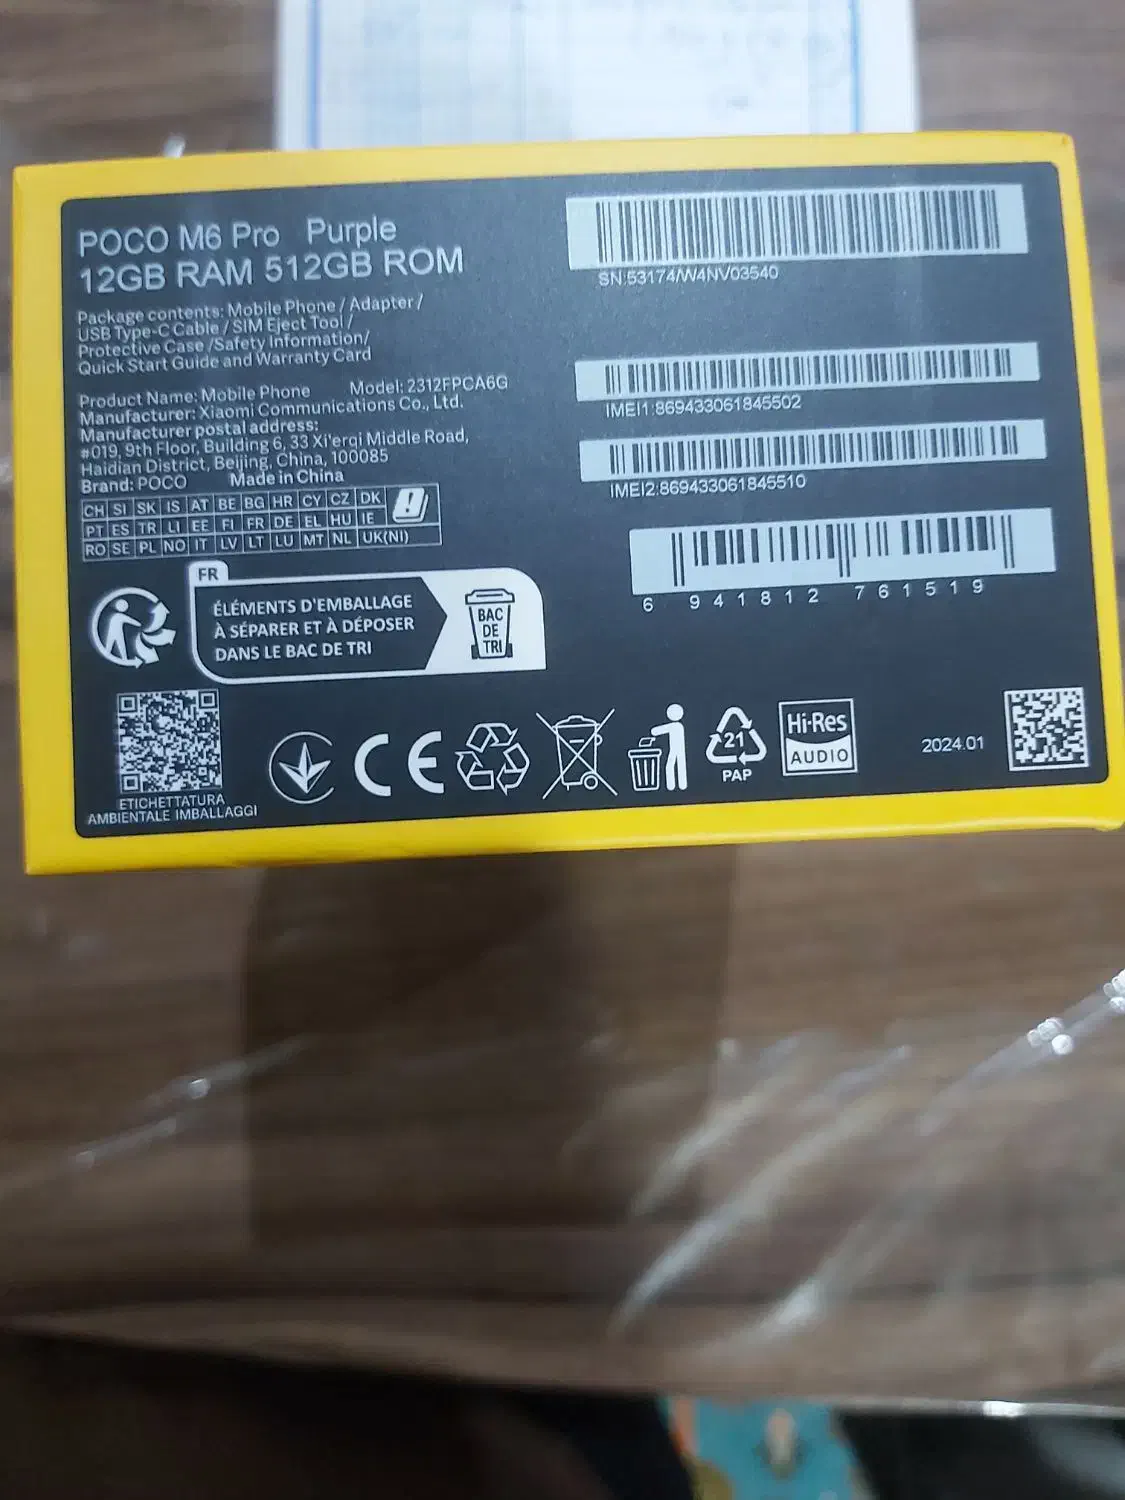 POCO M6 Pro Purple
12GB RAM 512GB ROM
Package contents: Mobile Phone / Adapter /
USB Type-C Cable / SIM Eject Tool /
Protective Case /Safety Information/
Quick Start Guide and Warranty Card
Product Name: Mobile Phone Model: 2312FPCA6G
Manufacturer: Xiaomi Communications Co., Ltd.
Manufacturer postal address:
#019, 9th Floor, Building 6, 33 Xi'erqi Middle Road,
Haidian District, Beijing, China, 100085
Brand: POCO Made in China
CH SI SK IS AT BE BG HR CY CZ DK
PT ES TR LI EE FI FR DE EL HU IE
RO SE PL NO IT LV LT LU MT NL UK(NI)
FR
ÉLÉMENTS D'EMBALLAGE
À SÉPARER ET À DÉPOSER
DANS LE BAC DE TRI
BAC
DE
TRI
ETICHETTATURA
AMBIENTALE IMBALLAGGI
CE
21
PAP
Hi-Res
AUDIO
2024.01
SN:53174/W4NV03540
IMEI1:869433061845502
IMEI2:869433061845510
6 941812 761519